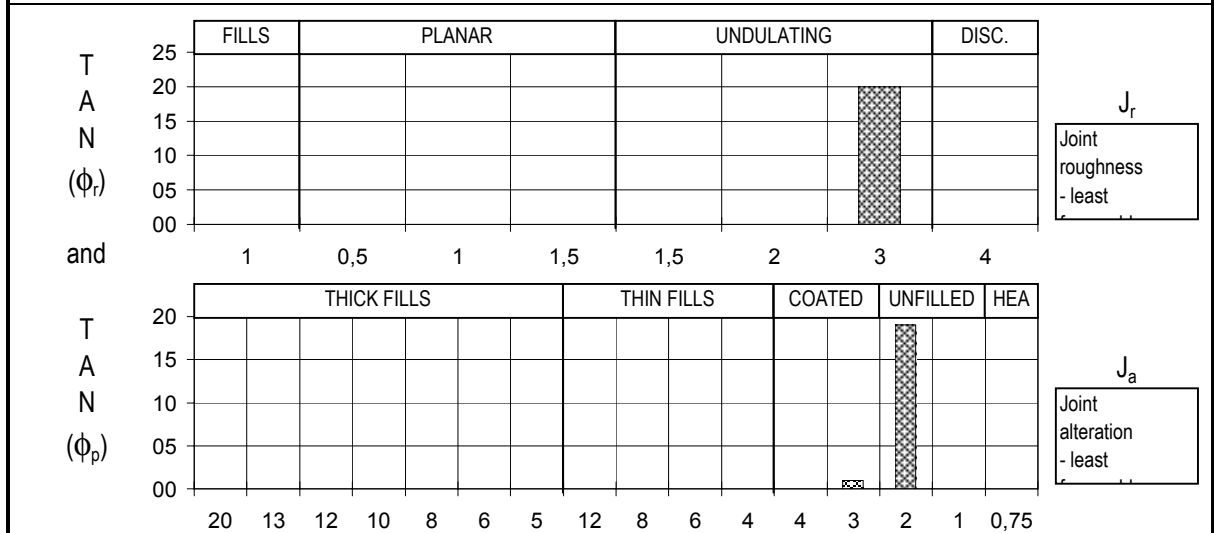 FILLS PLANAR UNDULATING DISC.
T
A
N
(ϕr)
25
20
15
10
05
00
Jr
Joint
roughness
- least
and
1 0,5 1 1,5 1,5 2 3 4
THICK FILLS THIN FILLS COATED UNFILLED HEA
T
A
N
(ϕp)
20
15
10
05
00
Ja
Joint
alteration
- least
20 13 12 10 8 6 5 12 8 6 4 4 3 2 1 0,75